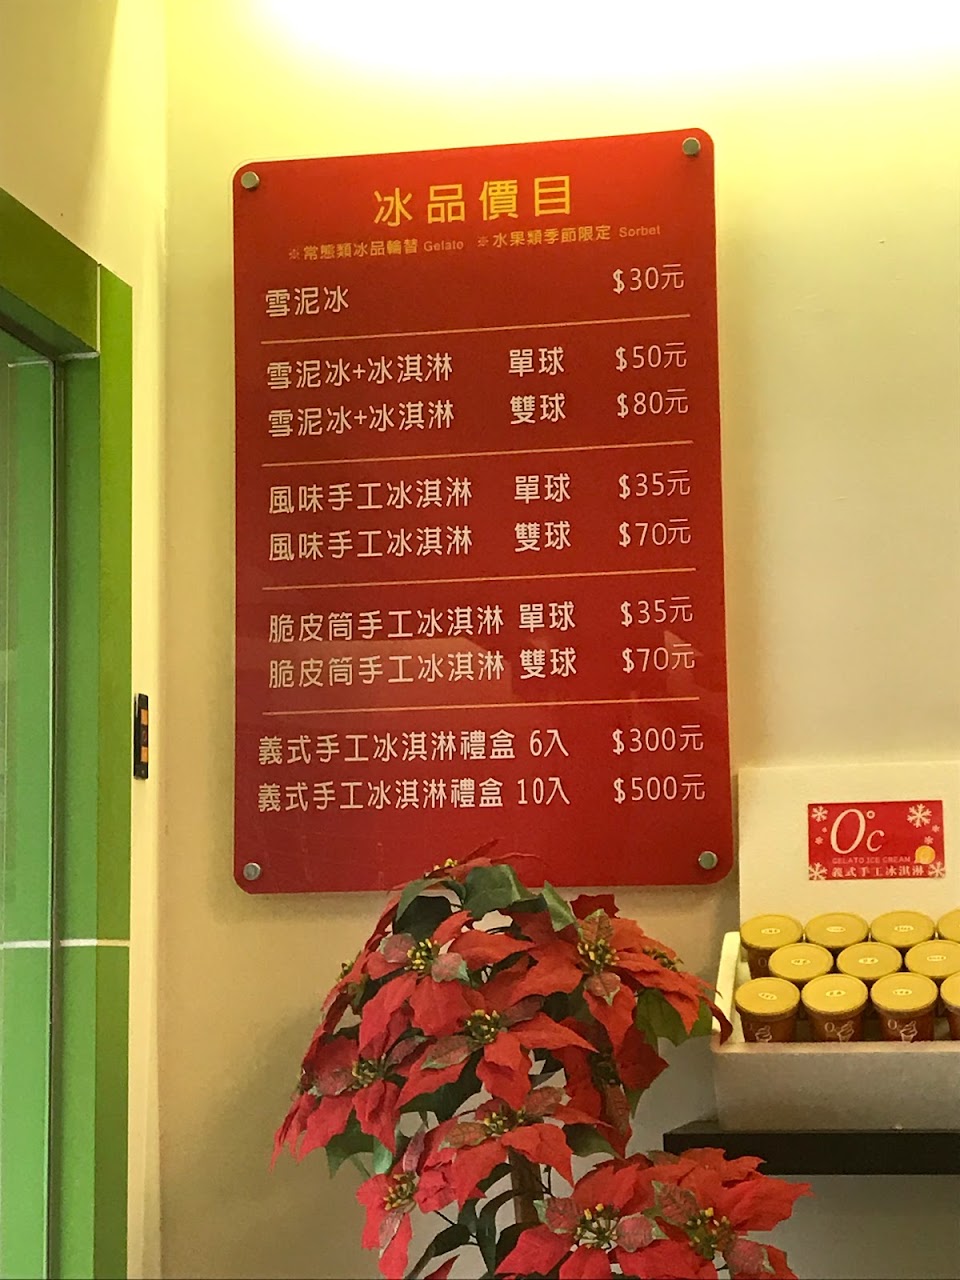 冰品價目
※常態類冰品輪替 Gelato ※水果類季節限定 Sorbet
雪泥冰 $30元
雪泥冰+冰淇淋 單球 $50元
雪泥冰+冰淇淋 雙球 $80元
風味手工冰淇淋 單球 $35元
風味手工冰淇淋 雙球 $70元
脆皮筒手工冰淇淋 單球 $35元
脆皮筒手工冰淇淋 雙球 $70元
義式手工冰淇淋禮盒 6入 $300元
義式手工冰淇淋禮盒 10入 $500元
0°C
GELATO ICE CREAM
義式手工冰淇淋